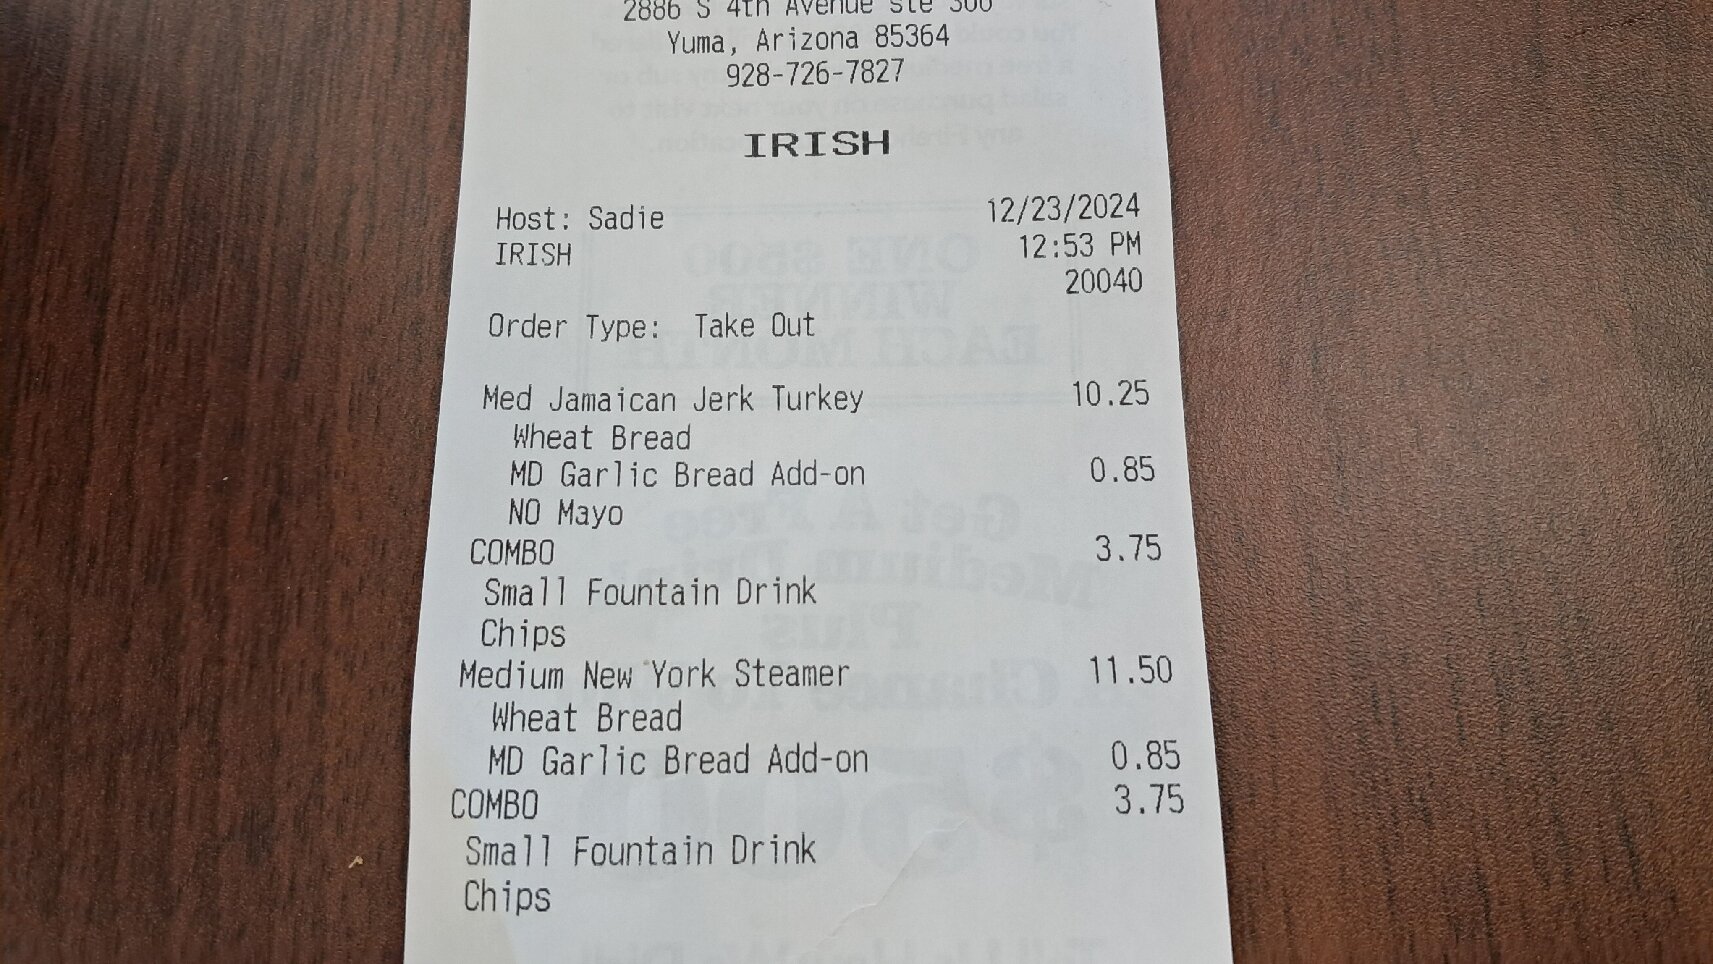 2886 S 4th Avenue Ste 300
Yuma, Arizona 85364
928-726-7827
IRISH
Host: Sadie 12/23/2024
IRISH 12:53 PM
20040
Order Type: Take Out
Med Jamaican Jerk Turkey 10.25
Wheat Bread
MD Garlic Bread Add-on 0.85
NO Mayo
COMBO 3.75
Small Fountain Drink
Chips
Medium New York Steamer 11.50
Wheat Bread
MD Garlic Bread Add-on 0.85
COMBO 3.75
Small Fountain Drink
Chips